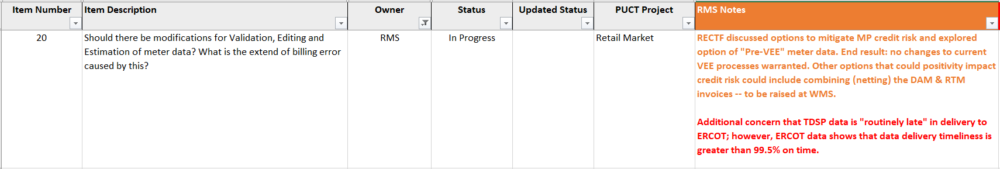 Item Number
Item Description
Owner
Status
Updated Status
PUCT Project
RMS Notes
20
Should there be modifications for Validation, Editing and
Estimation of meter data? What is the extend of billing error
caused by this?
RMS
In Progress
Retail Market
RECTF discussed options to mitigate MP credit risk and explored
option of "Pre-VEE" meter data. End result: no changes to current
VEE processes warranted. Other options that could positivity impact
credit risk could include combining (netting) the DAM & RTM
invoices -- to be raised at WMS.
Additional concern that TDSP data is "routinely late" in delivery to
ERCOT; however, ERCOT data shows that data delivery timeliness is
greater than 99.5% on time.